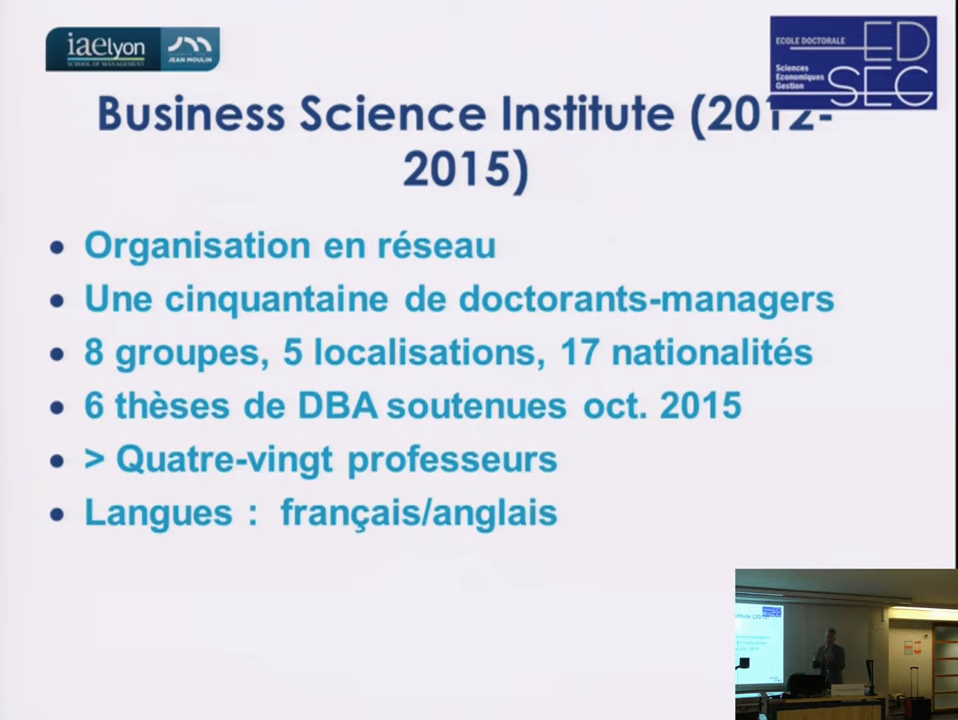 iaelyon
SCHOOL OF MANAGEMENT
JEAN MOULIN
ECOLE DOCTORALE
Sciences
Economiques
Gestion
ED
SEG
Business Science Institute (2012-
2015)
Organisation en réseau
Une cinquantaine de doctorants-managers
8 groupes, 5 localisations, 17 nationalités
6 thèses de DBA soutenues oct. 2015
> Quatre-vingt professeurs
Langues : français/anglais